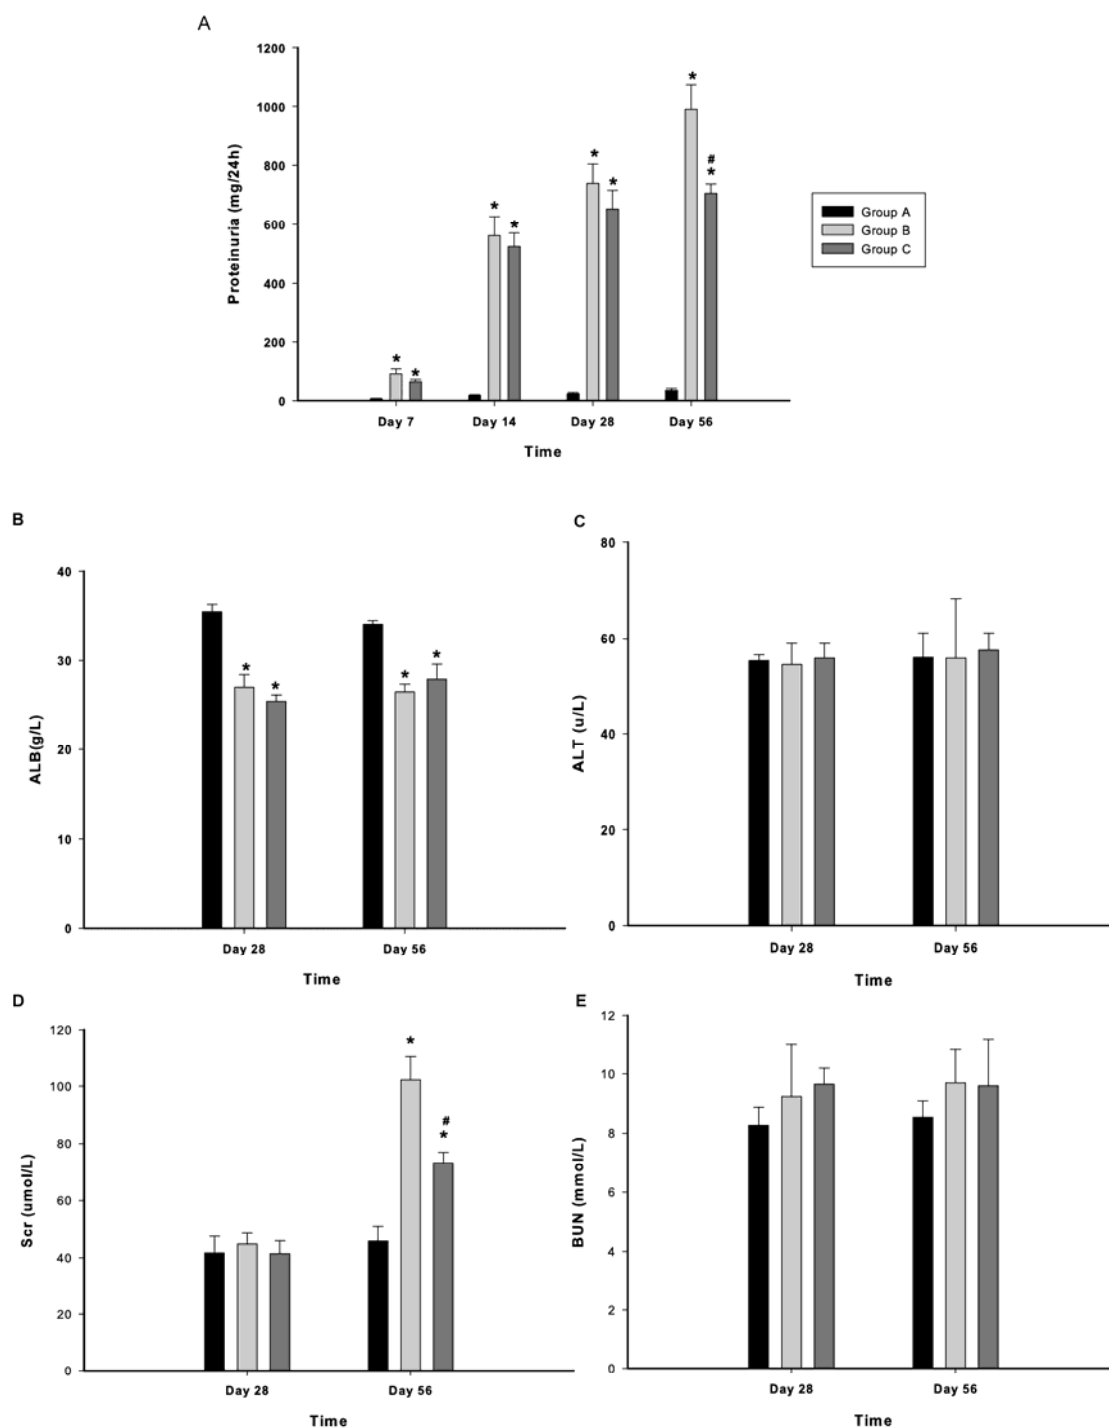 A
1200
1000
800
600
400
200
0
Proteinuria (mg/24h)
*
*
*
*
*
*
*
#
*
Day 7
Day 14
Day 28
Day 56
Time
Group A
Group B
Group C
B
40
30
20
10
0
ALB(g/L)
*
*
*
*
Day 28
Day 56
Time
C
80
60
40
20
0
ALT (u/L)
Day 28
Day 56
Time
D
120
100
80
60
40
20
0
Scr (umol/L)
*
#
*
Day 28
Day 56
Time
E
12
10
8
6
4
2
0
BUN (mmol/L)
Day 28
Day 56
Time